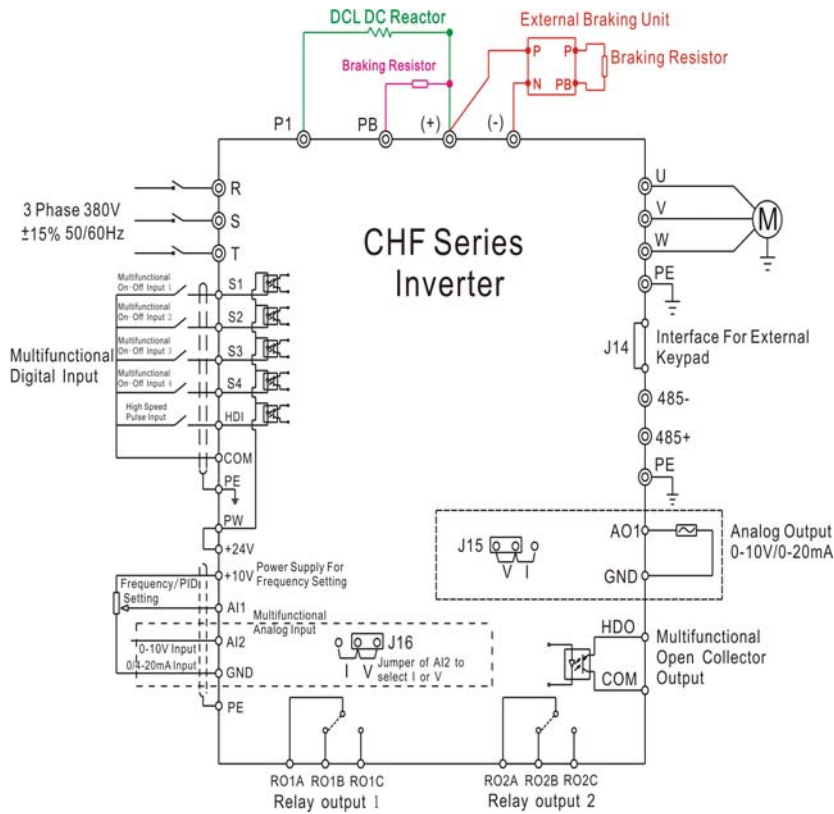 DCL DC Reactor
External Braking Unit
Braking Resistor
P P
N PB
Braking Resistor
P1
PB
(+)
(-)
R
S
T
3 Phase 380V
±15% 50/60Hz
CHF Series
Inverter
U
V
W
M
PE
Multifunctional
On-Off Input 1
S1
Multifunctional
On-Off Input 2
S2
Multifunctional
On-Off Input 3
S3
Multifunctional
On-Off Input 4
S4
High Speed
Pulse Input
HDI
Multifunctional
Digital Input
COM
PE
PW
+24V
J14
Interface For External
Keypad
485-
485+
PE
+10V
Power Supply For
Frequency Setting
Frequency/PID
Setting
AI1
Multifunctional
Analog Input
AI2
0-10V Input
0/4-20mA Input
GND
PE
J16
I V
Jumper of AI2 to
select I or V
J15
V I
AO1
GND
Analog Output
0-10V/0-20mA
HDO
COM
Multifunctional
Open Collector
Output
RO1A RO1B RO1C
Relay output 1
RO2A RO2B RO2C
Relay output 2